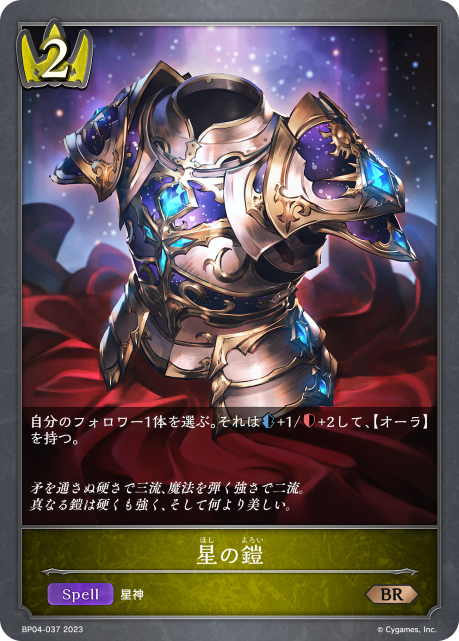 2
自分のフォロワー1体を選ぶ。それは+1/+2して、【オーラ】
を持つ。
矛を通さぬ硬さで三流、魔法を弾く強さで二流。
真なる鎧は硬くも強く、そして何より美しい。
ほし よろい
星の鎧
Spell 星神 BR
BP04-037 2023 © Cygames, Inc.